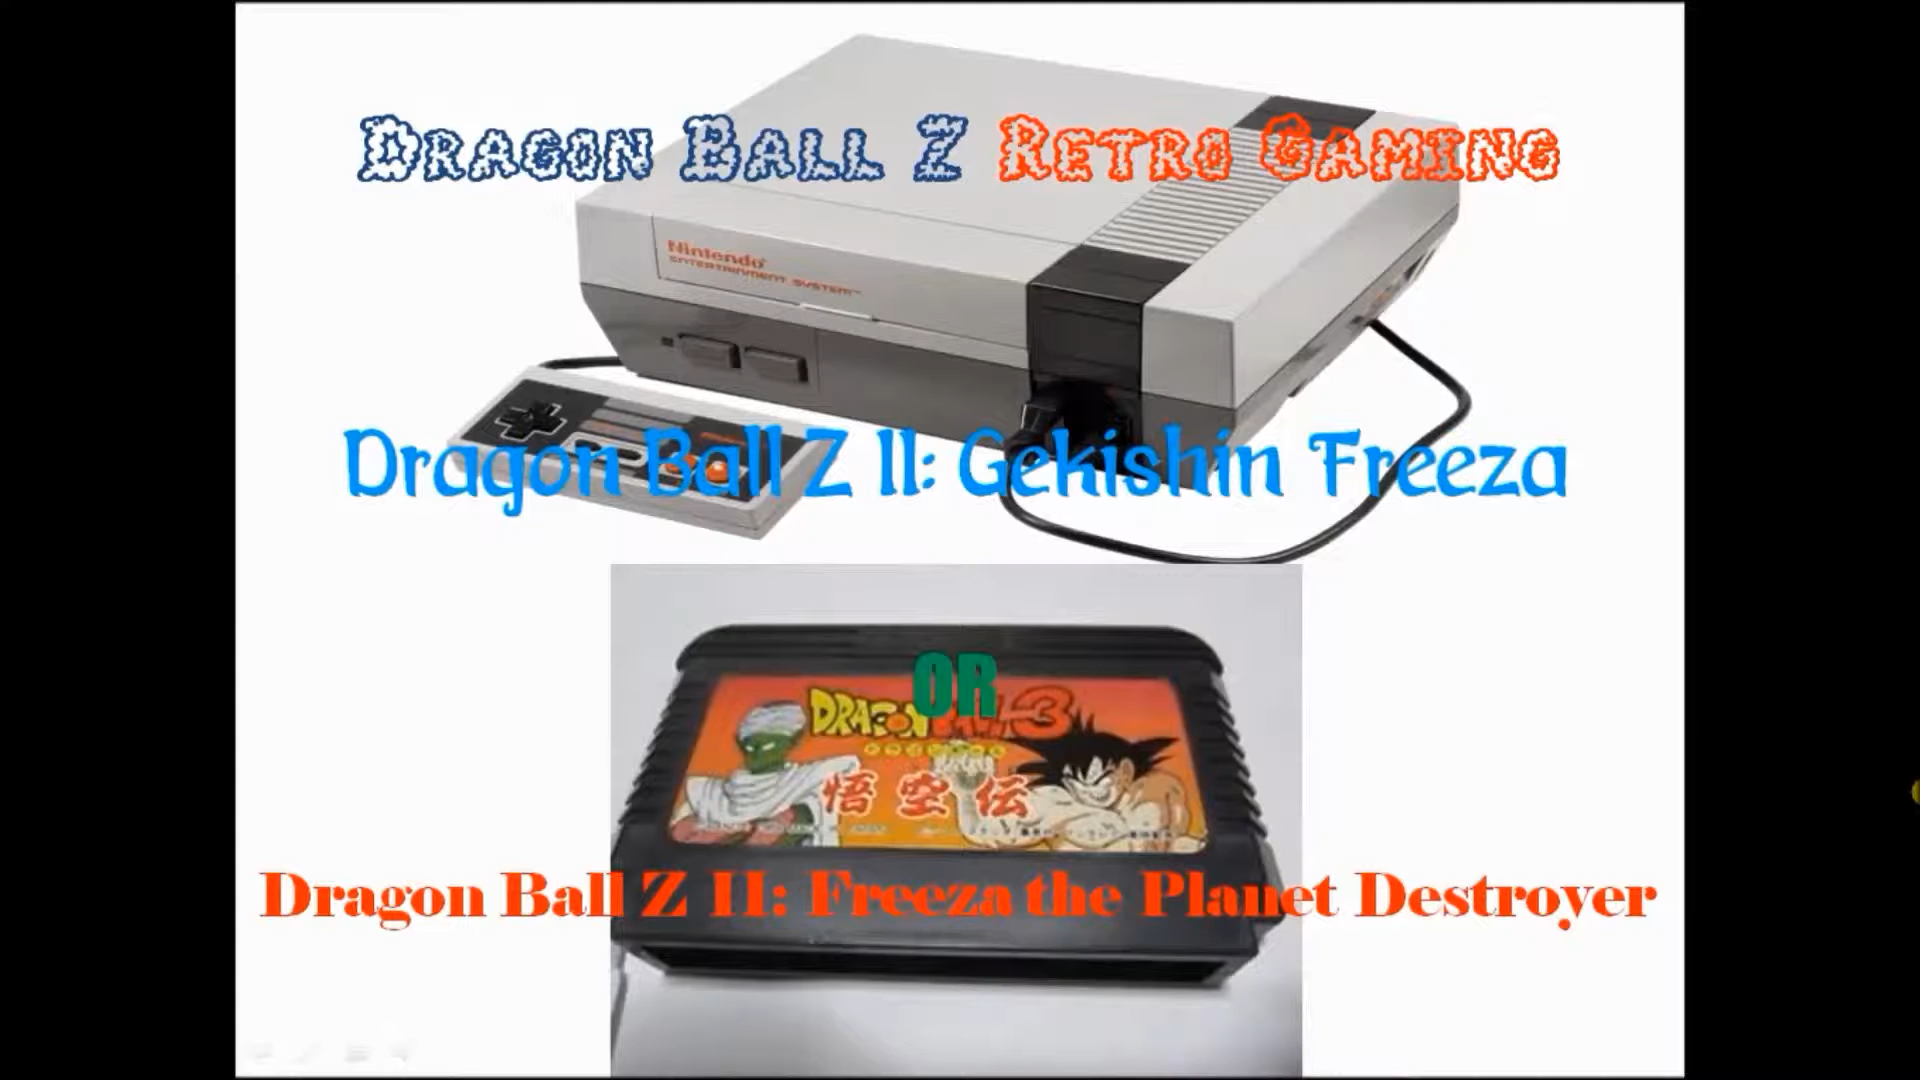 Dragon Ball Z Retro Gaming
Nintendo
ENTERTAINMENT SYSTEM™
Dragon Ball Z II: Gekishin Freeza
OR
DRAGON BALL 3
悟空伝
Dragon Ball Z II: Freeza the Planet Destroyer